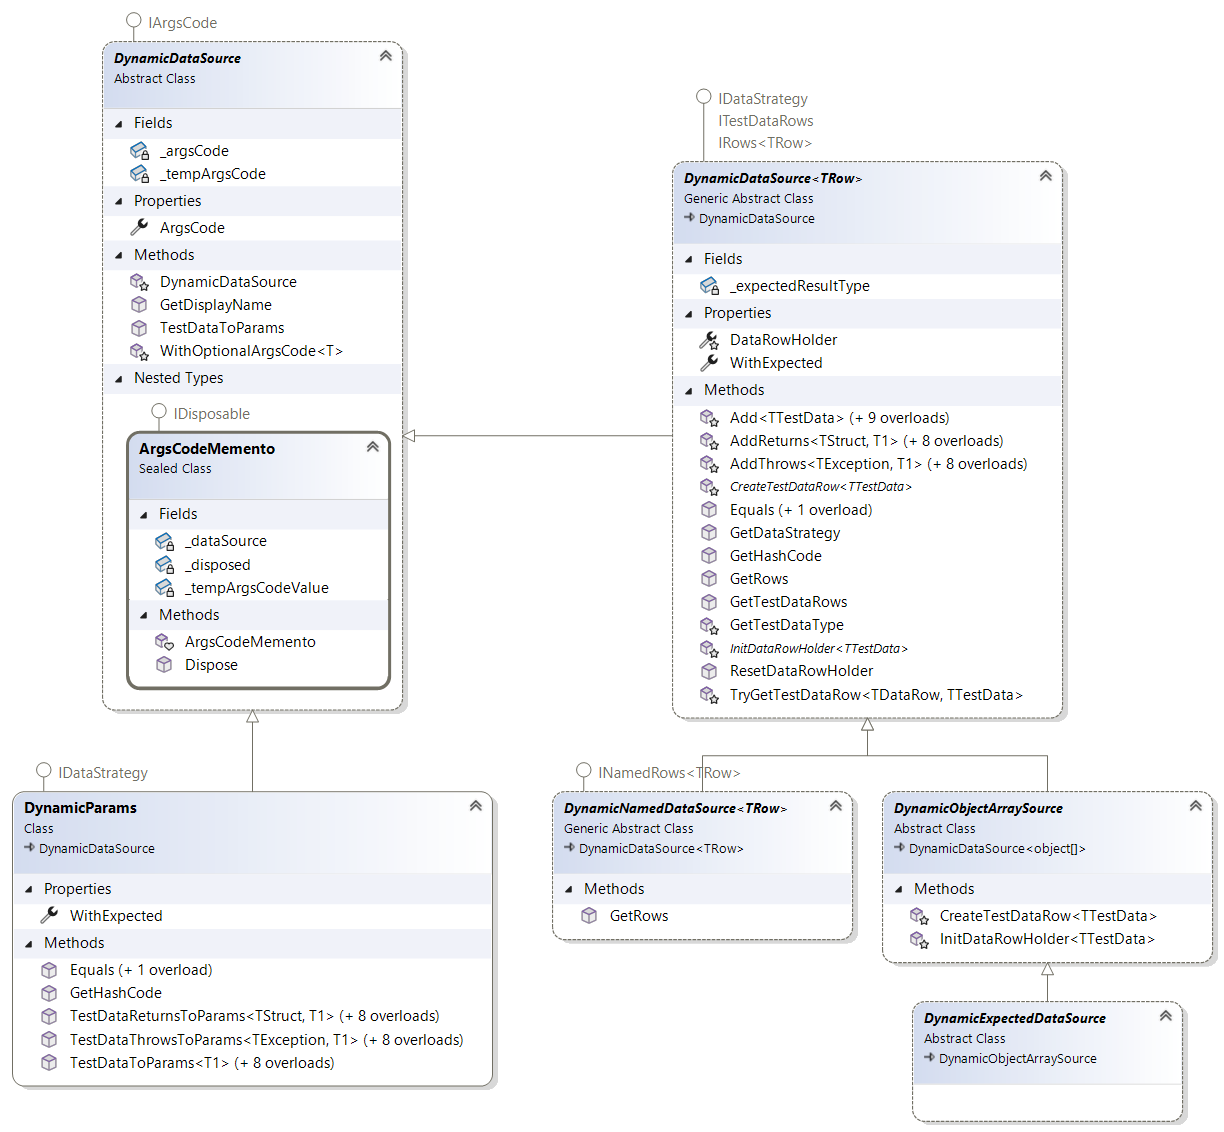 IArgsCode
DynamicDataSource
Abstract Class
Fields
_argsCode
_tempArgsCode
Properties
ArgsCode
Methods
DynamicDataSource
GetDisplayName
TestDataToParams
WithOptionalArgsCode<T>
Nested Types
IDisposable
ArgsCodeMemento
Sealed Class
Fields
_dataSource
_disposed
_tempArgsCodeValue
Methods
ArgsCodeMemento
Dispose
IDataStrategy
ITestDataRows
IRows<TRow>
DynamicDataSource<TRow>
Generic Abstract Class
DynamicDataSource
Fields
_expectedResultType
Properties
DataRowHolder
WithExpected
Methods
Add<TTestData> (+ 9 overloads)
AddReturns<TStruct, T1> (+ 8 overloads)
AddThrows<TException, T1> (+ 8 overloads)
CreateTestDataRow<TTestData>
Equals (+ 1 overload)
GetDataStrategy
GetHashCode
GetRows
GetTestDataRows
GetTestDataType
InitDataRowHolder<TTestData>
ResetDataRowHolder
TryGetTestDataRow<TDataRow, TTestData>
IDataStrategy
DynamicParams
Class
DynamicDataSource
Properties
WithExpected
Methods
Equals (+ 1 overload)
GetHashCode
TestDataReturnsToParams<TStruct, T1> (+ 8 overloads)
TestDataThrowsToParams<TException, T1> (+ 8 overloads)
TestDataToParams<T1> (+ 8 overloads)
INamedRows<TRow>
DynamicNamedDataSource<TRow>
Generic Abstract Class
DynamicDataSource<TRow>
Methods
GetRows
DynamicObjectArraySource
Abstract Class
DynamicDataSource<object[]>
Methods
CreateTestDataRow<TTestData>
InitDataRowHolder<TTestData>
DynamicExpectedDataSource
Abstract Class
DynamicObjectArraySource